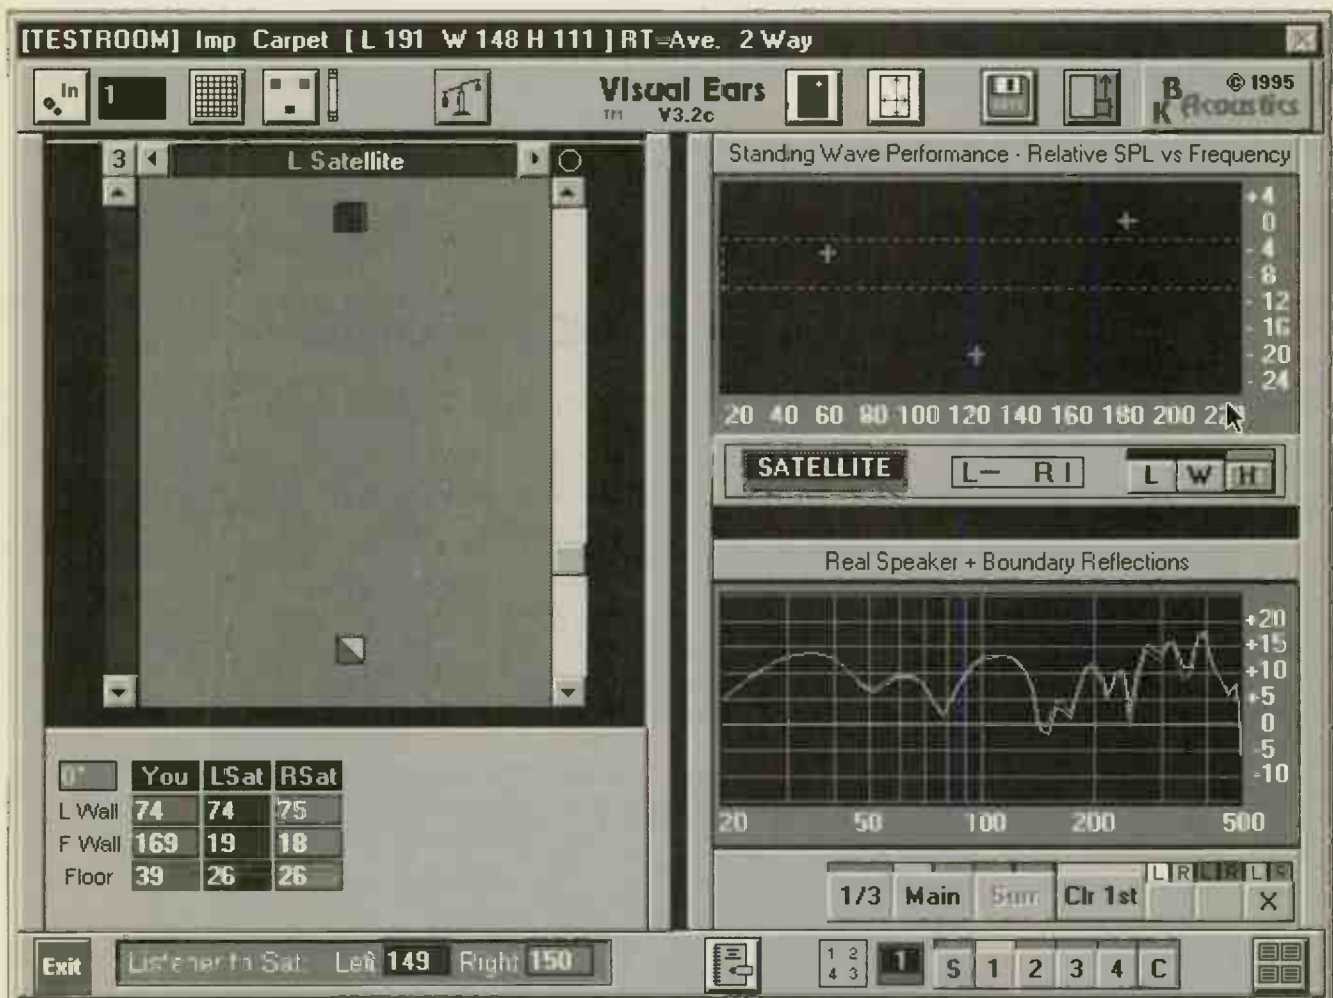 [TESTROOM] Imp Carpet [ L 191 W 148 H 111 ] RT=Ave. 2 Way
In 1
Visual Ears
TM V3.2c
© 1995
BK Acoustics
3 L Satellite
Standing Wave Performance - Relative SPL vs Frequency
+4
0
- 4
- 8
- 12
- 16
- 20
- 24
20 40 60 80 100 120 140 160 180 200
SATELLITE L— R I L W H
Real Speaker + Boundary Reflections
+20
+15
+10
+5
0
-5
-10
20 50 100 200 500
0° You LSat RSat
L Wall 74 74 75
F Wall 169 19 18
Floor 39 26 26
L R L R L R
1/3 Main Surr Clr 1st X
Exit Listener to Sat: Left 149 Right 150
1 2
4 3
1 S 1 2 3 4 C